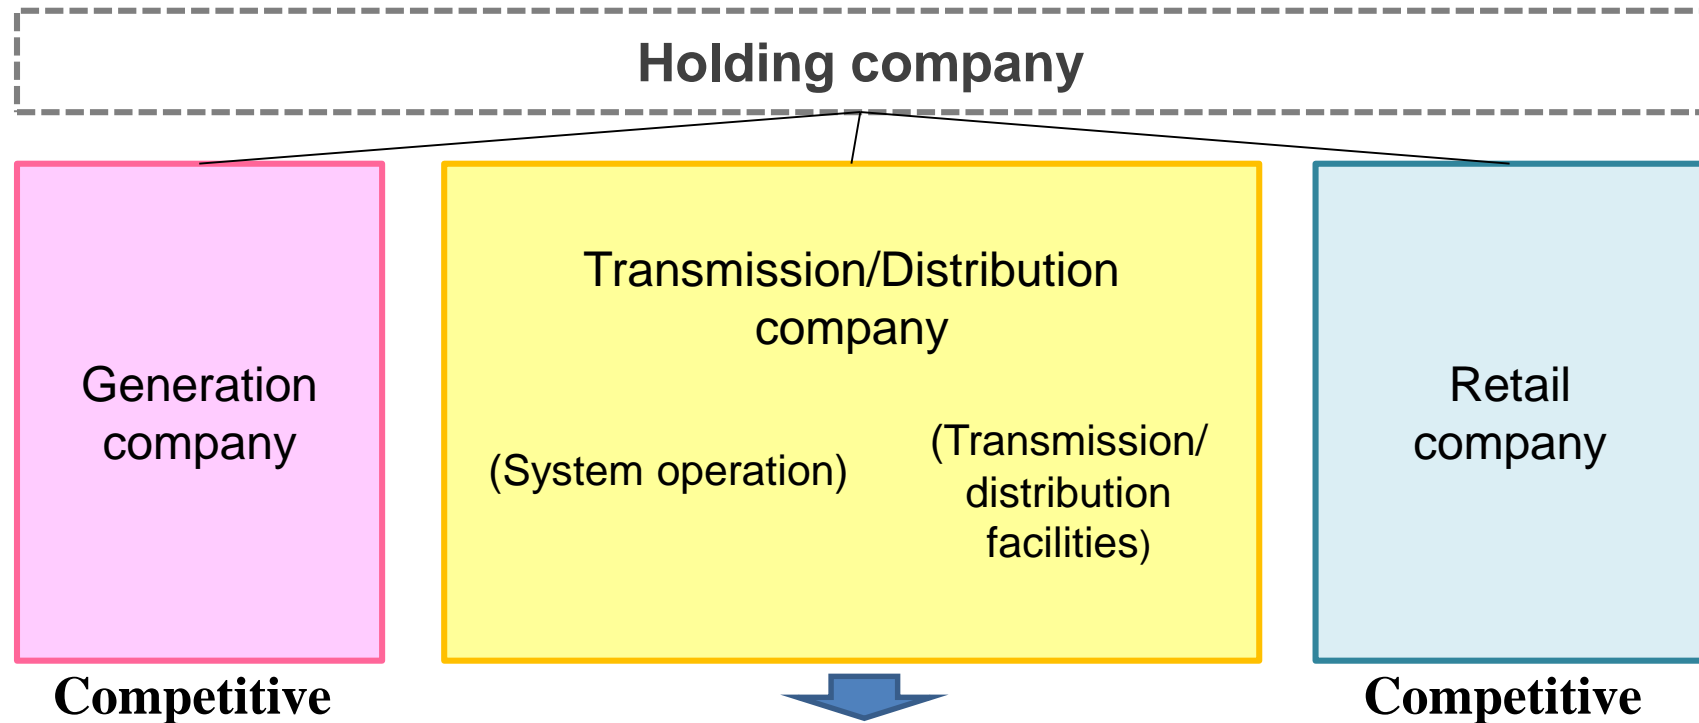 Holding company
Transmission/Distribution
company
Generation
company
(System operation)
(Transmission/
distribution
facilities)
Retail
company
Competitive
Competitive